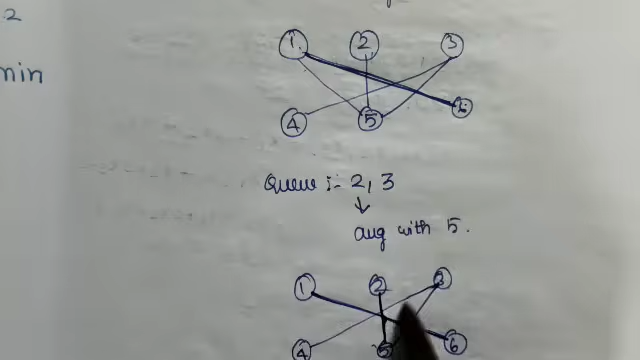 2
min
1 2 3
4 5 6
Queue :- 2, 3
↓
aug with 5.
1 2 3
4 5 6